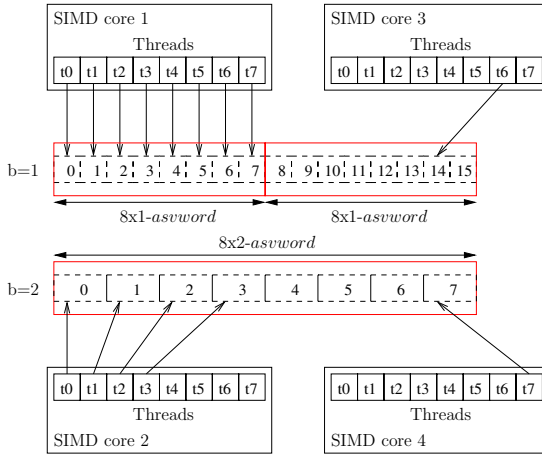 SIMD core 1 SIMD core 3
Threads Threads
t0 t1 t2 t3 t4 t5 t6 t7 t0 t1 t2 t3 t4 t5 t6 t7
b=1 0 1 2 3 4 5 6 7 8 9 10 11 12 13 14 15
8x1-asvword 8x1-asvword
8x2-asvword
b=2 0 1 2 3 4 5 6 7
t0 t1 t2 t3 t4 t5 t6 t7 t0 t1 t2 t3 t4 t5 t6 t7
Threads Threads
SIMD core 2 SIMD core 4